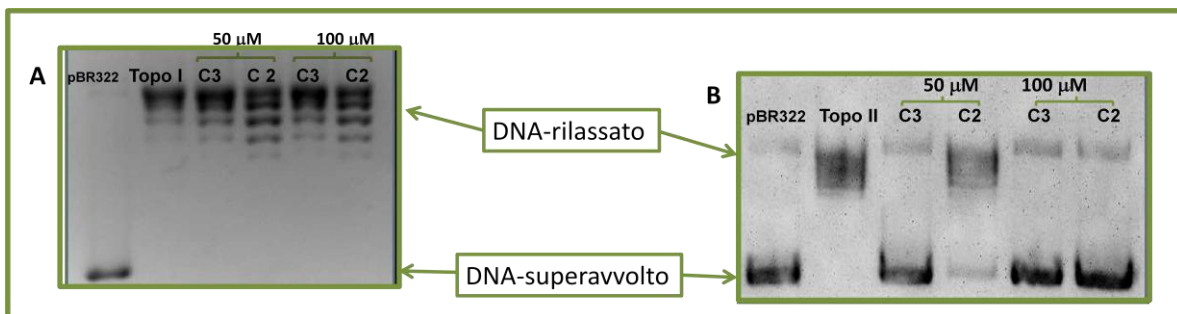 50 µM 100 µM
A pBR322 Topo I C3 C 2 C3 C2
50 µM 100 µM
B pBR322 Topo II C3 C2 C3 C2
DNA-rilassato
DNA-superavvolto